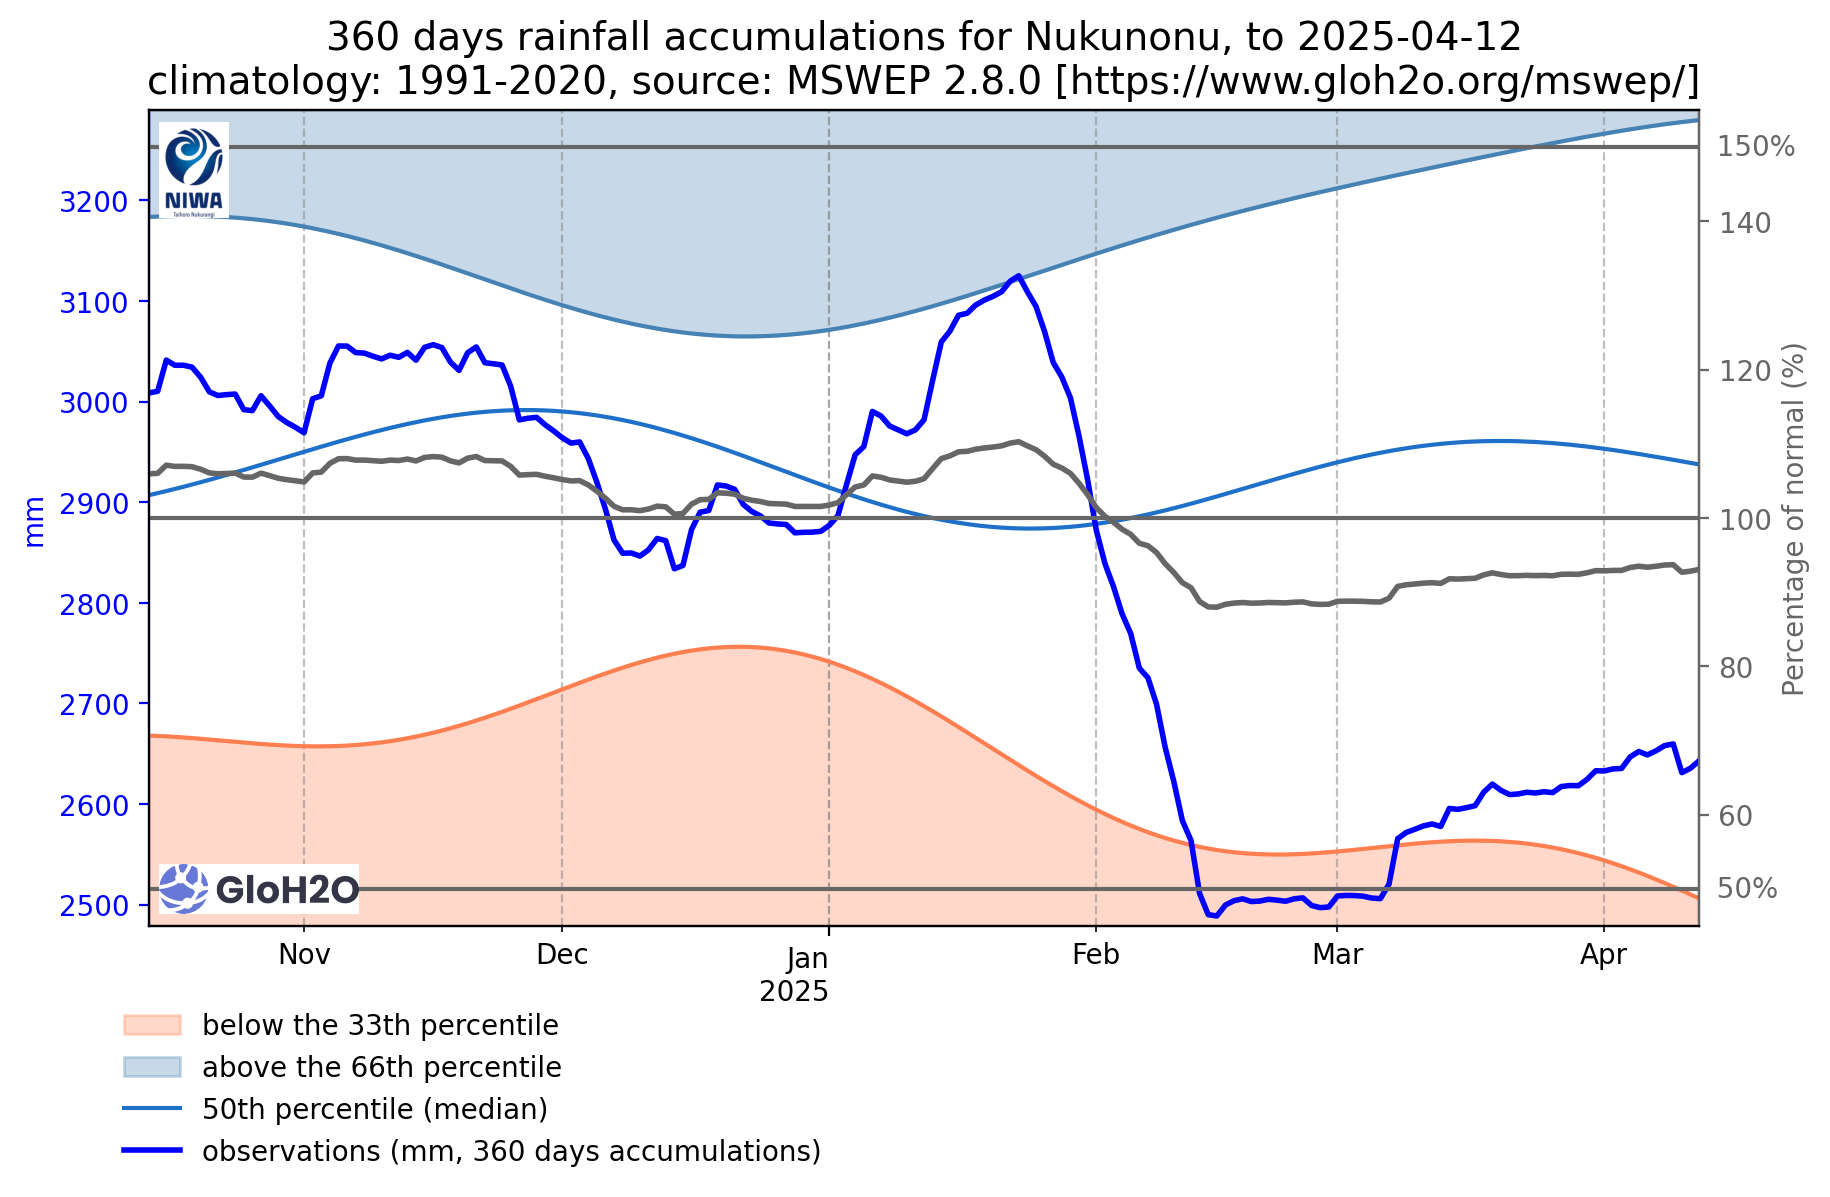 360 days rainfall accumulations for Nukunonu, to 2025-04-12
climatology: 1991-2020, source: MSWEP 2.8.0 [https://www.gloh2o.org/mswep/]
NIWA
Taihoro Nukurangi
3200
3100
3000
2900
2800
2700
2600
2500
mm
150%
140
120
100
80
60
50%
Percentage of normal (%)
GloH2O
Nov
Dec
Jan
2025
Feb
Mar
Apr
below the 33th percentile
above the 66th percentile
50th percentile (median)
observations (mm, 360 days accumulations)